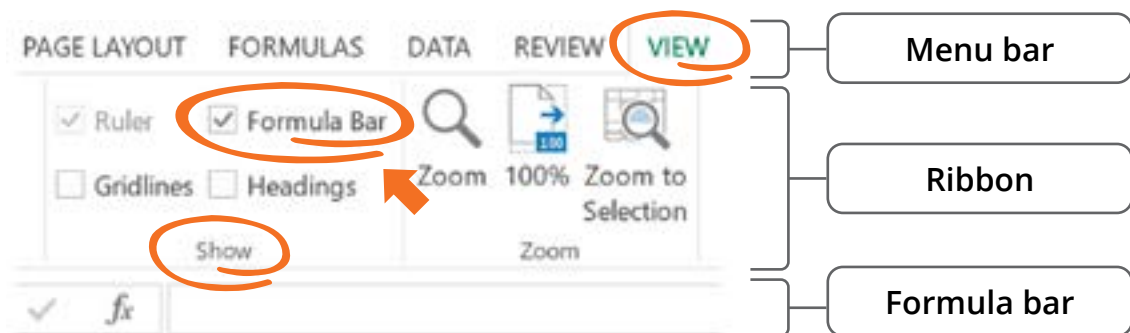 PAGE LAYOUT FORMULAS DATA REVIEW VIEW
Menu bar
Ruler Formula Bar
Gridlines Headings
Zoom 100% Zoom to Selection
100
Show Zoom
Ribbon
fx
Formula bar